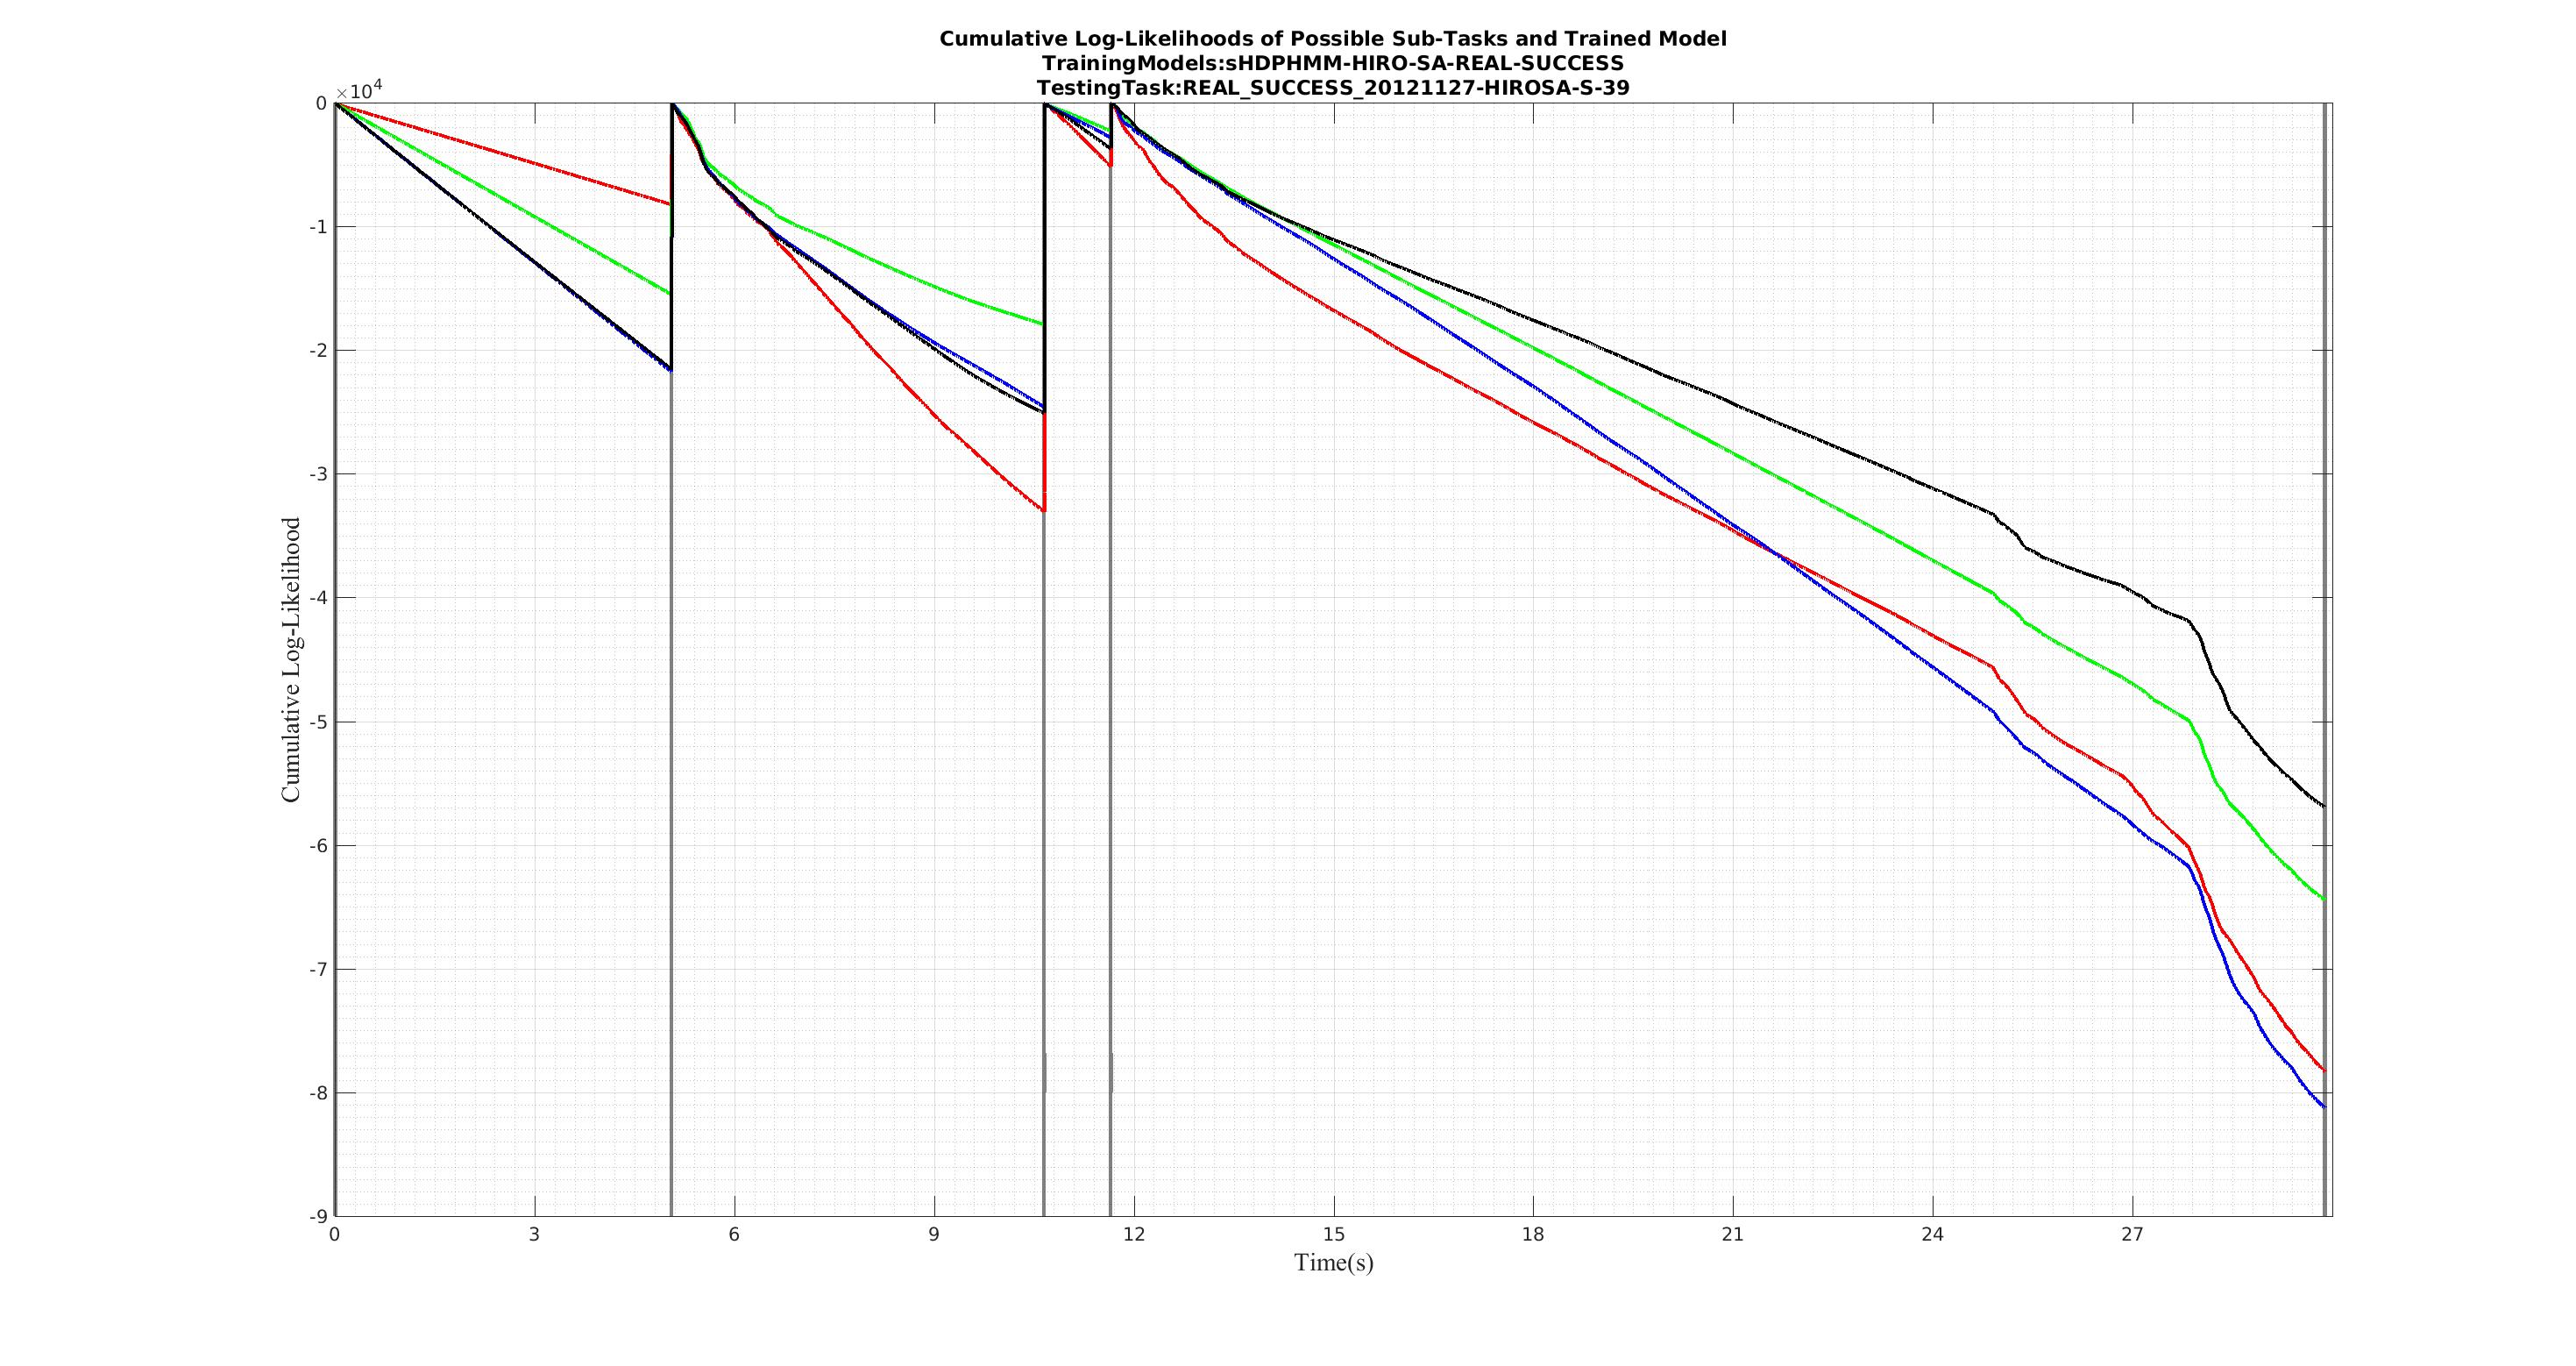 Cumulative Log-Likelihoods of Possible Sub-Tasks and Trained Model
TrainingModels:sHDPHMM-HIRO-SA-REAL-SUCCESS
TestingTask:REAL_SUCCESS_20121127-HIROSA-S-39
×10^4
0
-1
-2
-3
-4
-5
-6
-7
-8
-9
Cumulative Log-Likelihood
0 3 6 9 12 15 18 21 24 27
Time(s)